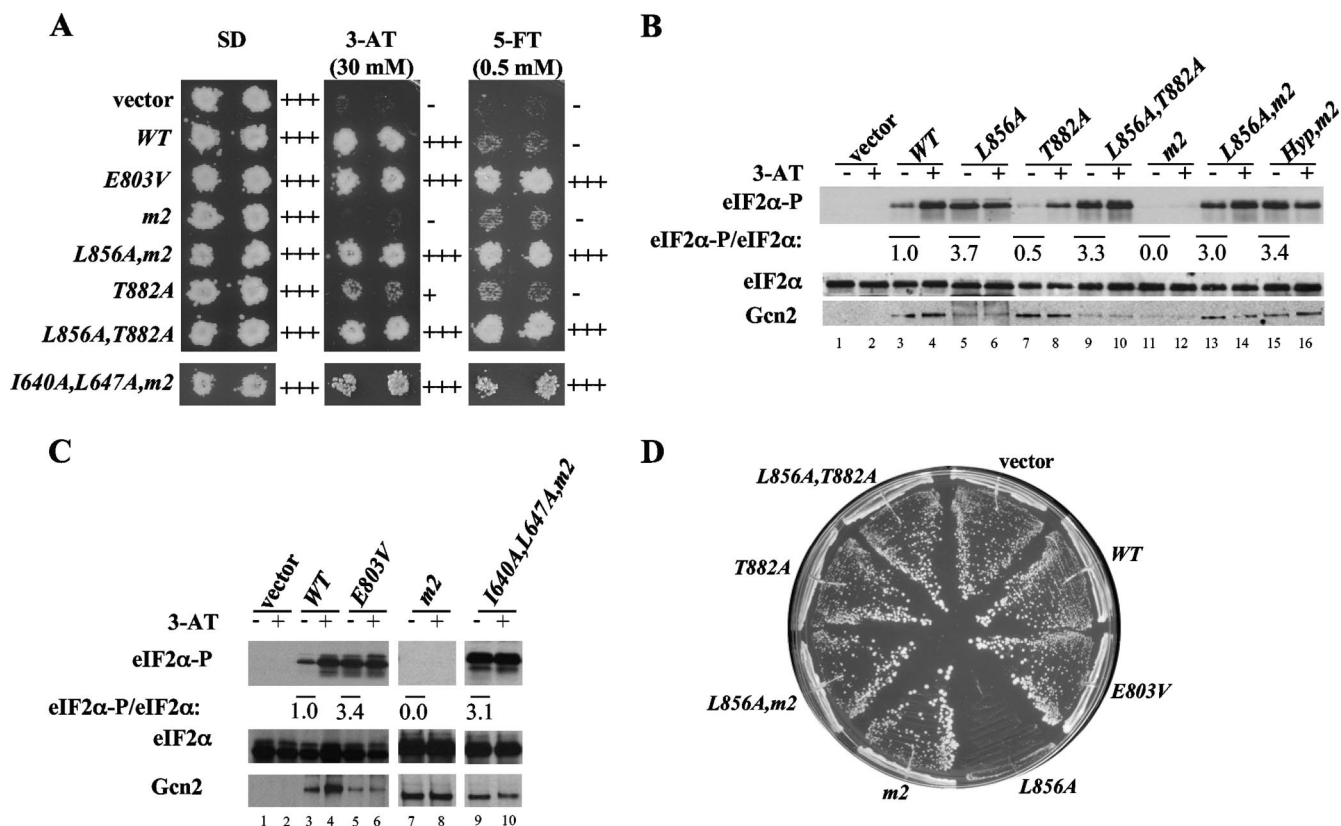 A
SD 3-AT (30 mM) 5-FT (0.5 mM)
vector +++ - -
WT +++ +++ -
E803V +++ +++ +++
m2 +++ - -
L856A,m2 +++ +++ +++
T882A +++ + -
L856A,T882A +++ +++ +++
I640A,L647A,m2 +++ +++ +++
B
vector WT L856A T882A L856A,T882A m2 L856A,m2 Hyp,m2
3-AT - + - + - + - + - + - + - + - +
eIF2α-P
eIF2α-P/eIF2α: 1.0 3.7 0.5 3.3 0.0 3.0 3.4
eIF2α
Gcn2
1 2 3 4 5 6 7 8 9 10 11 12 13 14 15 16
C
vector WT E803V m2 I640A,L647A,m2
3-AT - + - + - + - + - +
eIF2α-P
eIF2α-P/eIF2α: 1.0 3.4 0.0 3.1
eIF2α
Gcn2
1 2 3 4 5 6 7 8 9 10
D
vector
L856A,T882A
WT
T882A
E803V
L856A,m2
L856A
m2